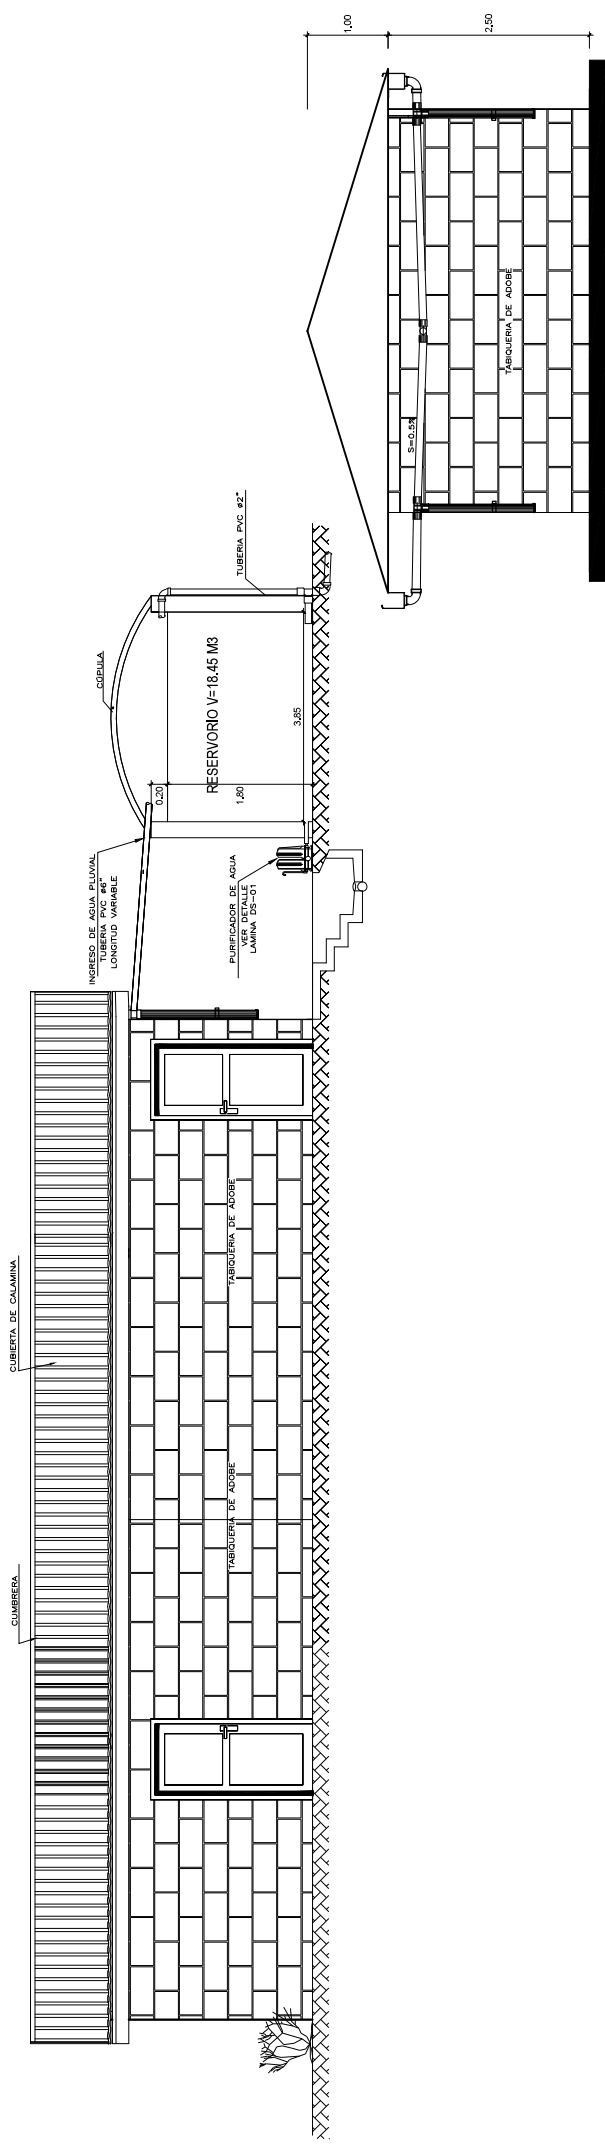 CUMBRERA
CUBIERTA DE CALAMINA
TABIQUERIA DE ADOBE
TABIQUERIA DE ADOBE
INGRESO DE AGUA PLUVIAL
TUBERIA PVC ø6"
LONGITUD VARIABLE
PURIFICADOR DE AGUA
VER DETALLE
LAMINA DS-01
COPULA
0.20
1.80
RESERVORIO V=18.45 M3
3.85
TUBERIA PVC ø2"
S=0.5%
TABIQUERIA DE ADOBE
1.00
2.50